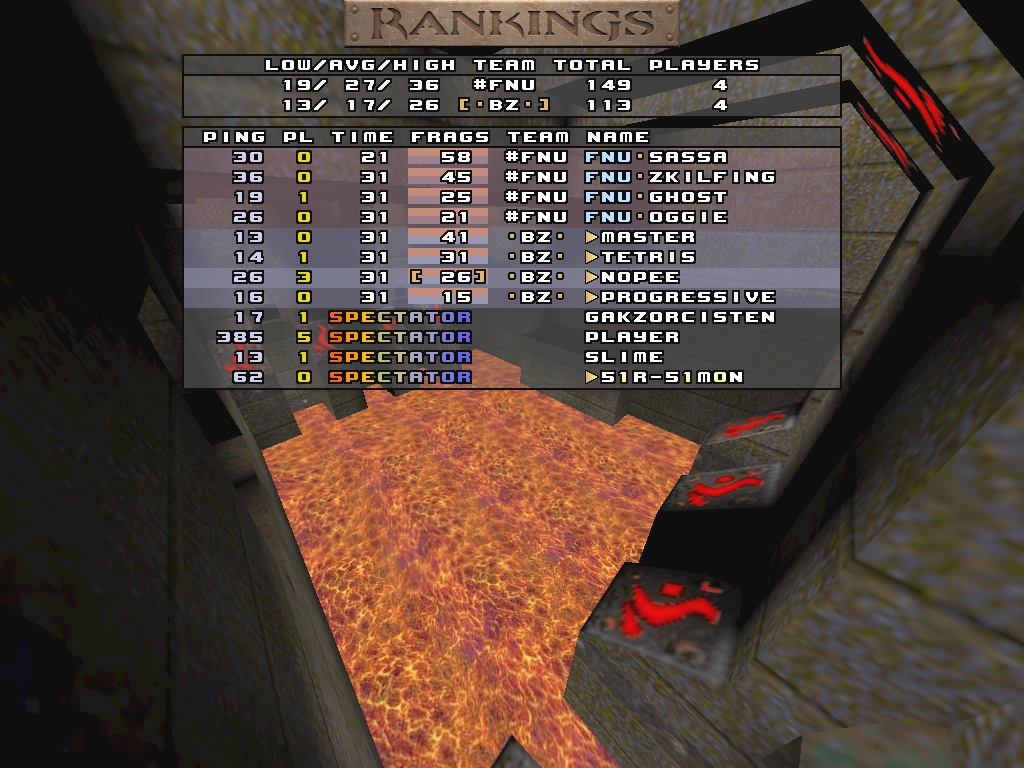 RANKINGS
LOW/AVG/HIGH TEAM TOTAL PLAYERS
19/ 27/ 36 #FNU 149 4
13/ 17/ 26 [·BZ·] 113 4
PING PL TIME FRAGS TEAM NAME
30 0 21 58 #FNU FNU·SASSA
36 0 31 45 #FNU FNU·ZKILFING
19 1 31 25 #FNU FNU·GHOST
26 0 31 21 #FNU FNU·OGGIE
13 0 31 41 ·BZ· ▶MASTER
14 1 31 31 ·BZ· ▶TETRIS
26 3 31 [ 26] ·BZ· ▶NOPEE
16 0 31 15 ·BZ· ▶PROGRESSIVE
17 1 SPECTATOR GAKZORCISTEN
385 5 SPECTATOR PLAYER
13 1 SPECTATOR SLIME
62 0 SPECTATOR ▶51R-51MON